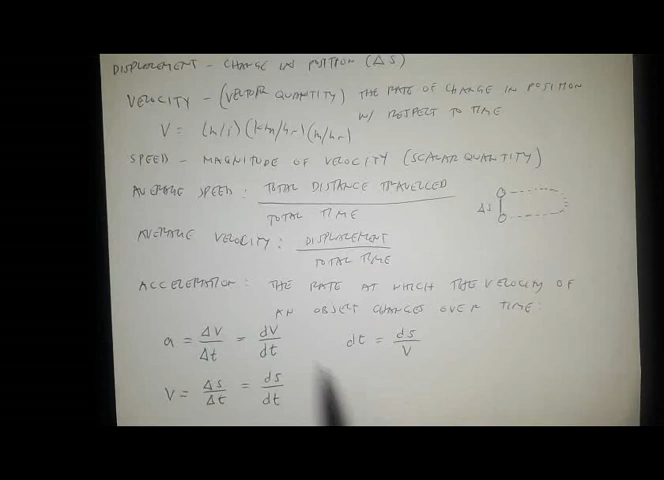 DISPLACEMENT - CHANGE IN POSITION (ΔS)
VELOCITY - (VECTOR QUANTITY) THE RATE OF CHANGE IN POSITION
W/ RESPECT TO TIME
V = (m/s) (km/hr) (m/hr)
SPEED - MAGNITUDE OF VELOCITY (SCALAR QUANTITY)
AVERAGE SPEED : TOTAL DISTANCE TRAVELLED / TOTAL TIME
ΔS
AVERAGE VELOCITY : DISPLACEMENT / TOTAL TIME
ACCELERATION : THE RATE AT WHICH THE VELOCITY OF
AN OBJECT CHANGES OVER TIME :
a = ΔV/Δt = dV/dt dt = ds/V
V = Δs/Δt = ds/dt